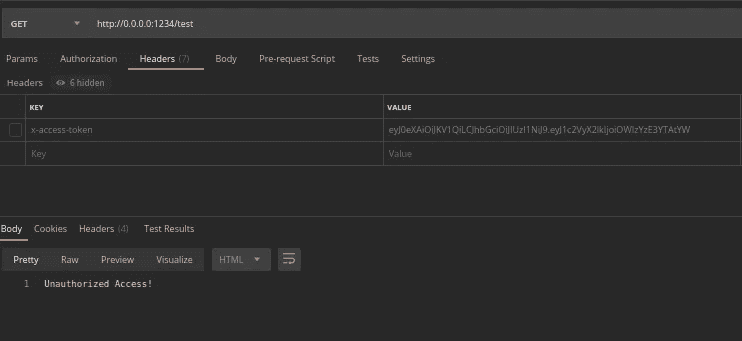 GET http://0.0.0.0:1234/test
Params Authorization Headers (7) Body Pre-request Script Tests Settings
Headers 6 hidden
KEY VALUE
x-access-token eyJ0eXAiOiJKV1QiLCJhbGciOiJIUzI1NiJ9.eyJ1c2VyX2lkIjoiOWIzYzE3YTAtYW
Key Value
Body Cookies Headers (4) Test Results
Pretty Raw Preview Visualize HTML
1 Unauthorized Access!